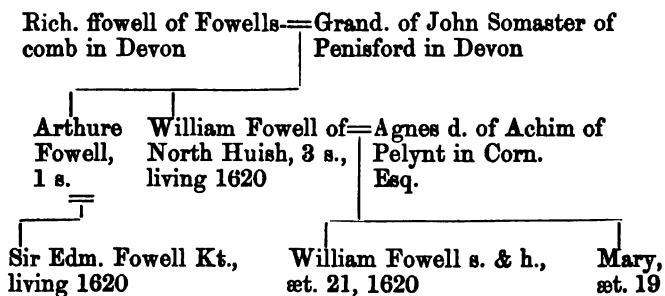 Rich. ffowell of Fowells-=Grand. of John Somaster of
comb in Devon Penisford in Devon
Arthure William Fowell of=Agnes d. of Achim of
Fowell, North Huish, 3 s., Pelynt in Corn.
1 s. living 1620 Esq.
Sir Edm. Fowell Kt., William Fowell s. & h., Mary,
living 1620 æt. 21, 1620 æt. 19